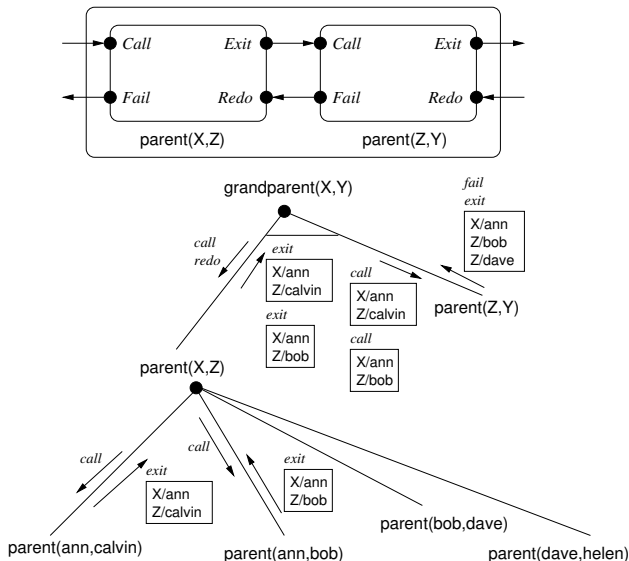 Call Exit Call Exit
Fail Redo Fail Redo
parent(X,Z) parent(Z,Y)
grandparent(X,Y)
fail
exit
X/ann
Z/bob
Z/dave
call
redo
exit
X/ann
Z/calvin
call
X/ann
Z/calvin
parent(Z,Y)
exit
X/ann
Z/bob
call
X/ann
Z/bob
parent(X,Z)
call
exit
X/ann
Z/calvin
call
exit
X/ann
Z/bob
parent(ann,calvin)
parent(ann,bob)
parent(bob,dave)
parent(dave,helen)